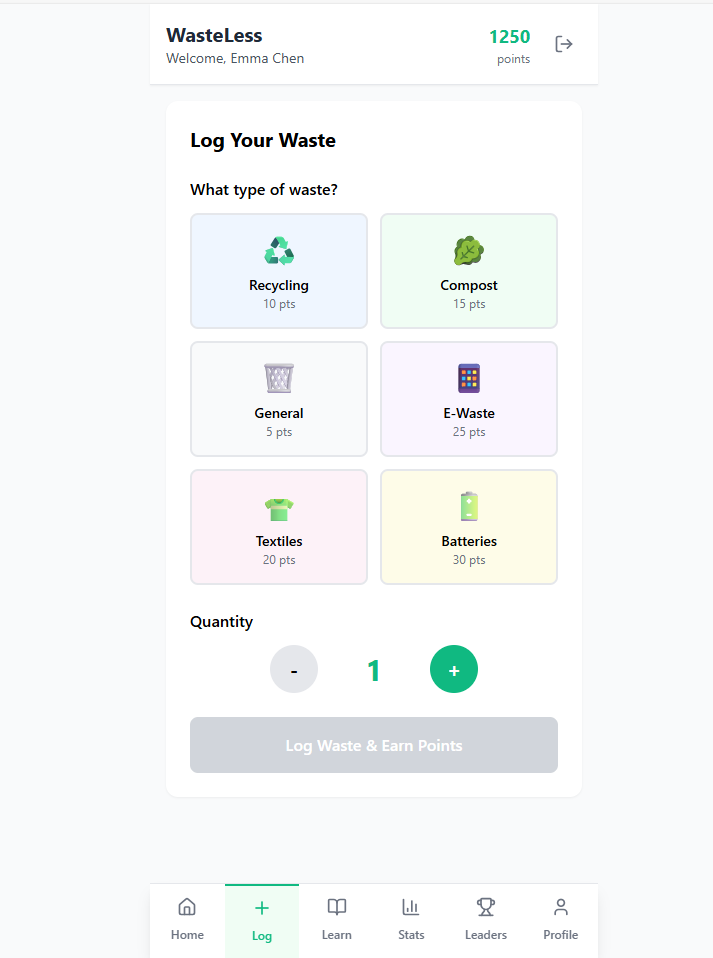 WasteLess
Welcome, Emma Chen
1250
points
Log Your Waste
What type of waste?
Recycling
10 pts
Compost
15 pts
General
5 pts
E-Waste
25 pts
Textiles
20 pts
Batteries
30 pts
Quantity
-
1
+
Log Waste & Earn Points
Home
Log
Learn
Stats
Leaders
Profile